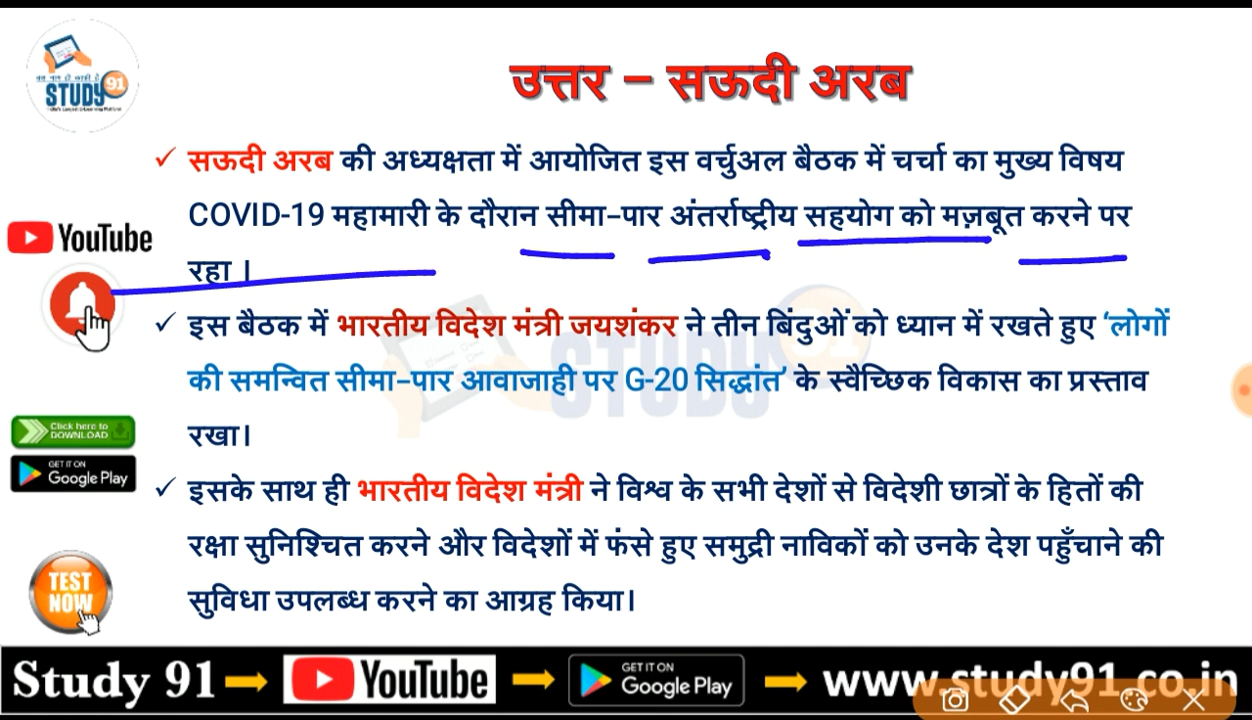 STUDY 91
उत्तर – सऊदी अरब
✓ सऊदी अरब की अध्यक्षता में आयोजित इस वर्चुअल बैठक में चर्चा का मुख्य विषय
COVID-19 महामारी के दौरान सीमा-पार अंतर्राष्ट्रीय सहयोग को मज़बूत करने पर
रहा ।
YouTube
✓ इस बैठक में भारतीय विदेश मंत्री जयशंकर ने तीन बिंदुओं को ध्यान में रखते हुए ‘लोगों
की समन्वित सीमा-पार आवाजाही पर G-20 सिद्धांत’ के स्वैच्छिक विकास का प्रस्ताव
रखा।
STUDY 91
Click here to
DOWNLOAD
GET IT ON
Google Play
✓ इसके साथ ही भारतीय विदेश मंत्री ने विश्व के सभी देशों से विदेशी छात्रों के हितों की
रक्षा सुनिश्चित करने और विदेशों में फंसे हुए समुद्री नाविकों को उनके देश पहुँचाने की
सुविधा उपलब्ध करने का आग्रह किया।
TEST
NOW
Study 91 YouTube GET IT ON Google Play www.study91.co.in